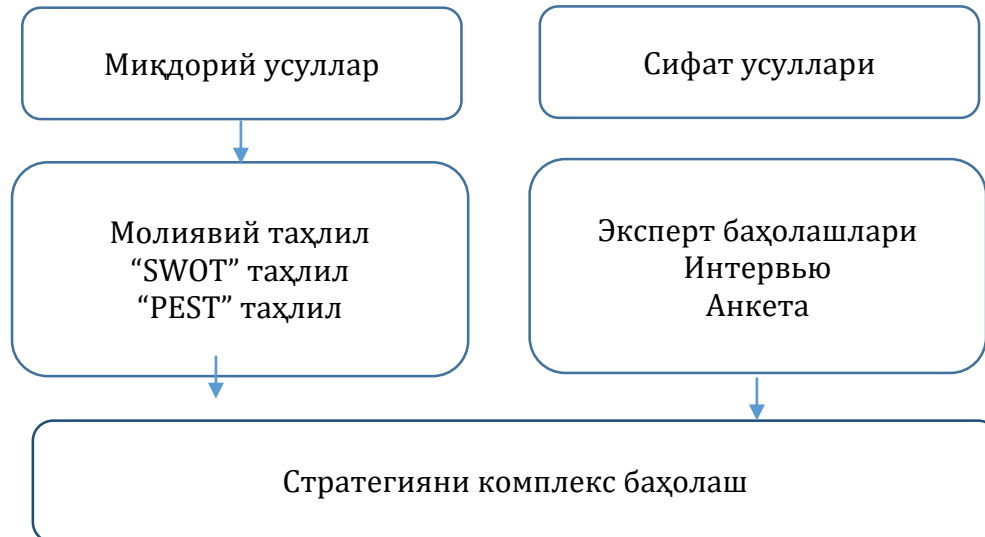 Миқдорий усуллар
Сифат усуллари
Молиявий таҳлил
“SWOT” таҳлил
“PEST” таҳлил
Эксперт баҳолашлари
Интервью
Анкета
Стратегияни комплекс баҳолаш